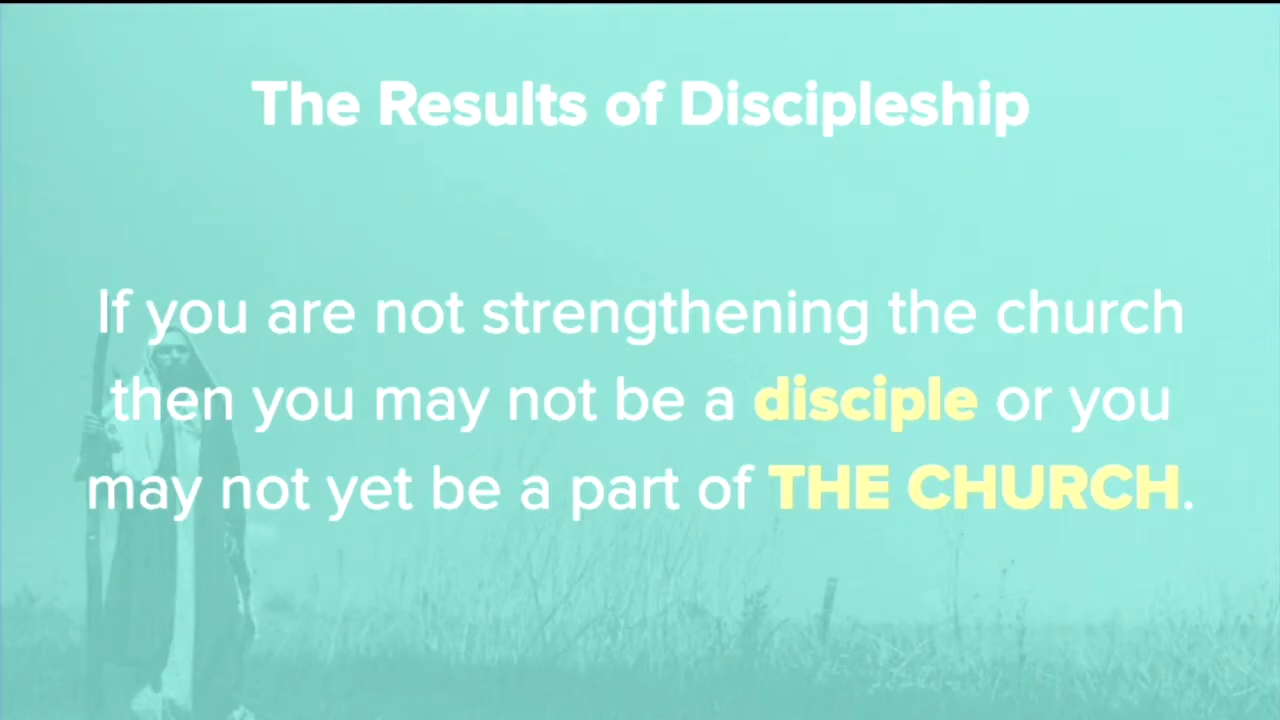 The Results of Discipleship
If you are not strengthening the church
then you may not be a disciple or you
may not yet be a part of THE CHURCH.